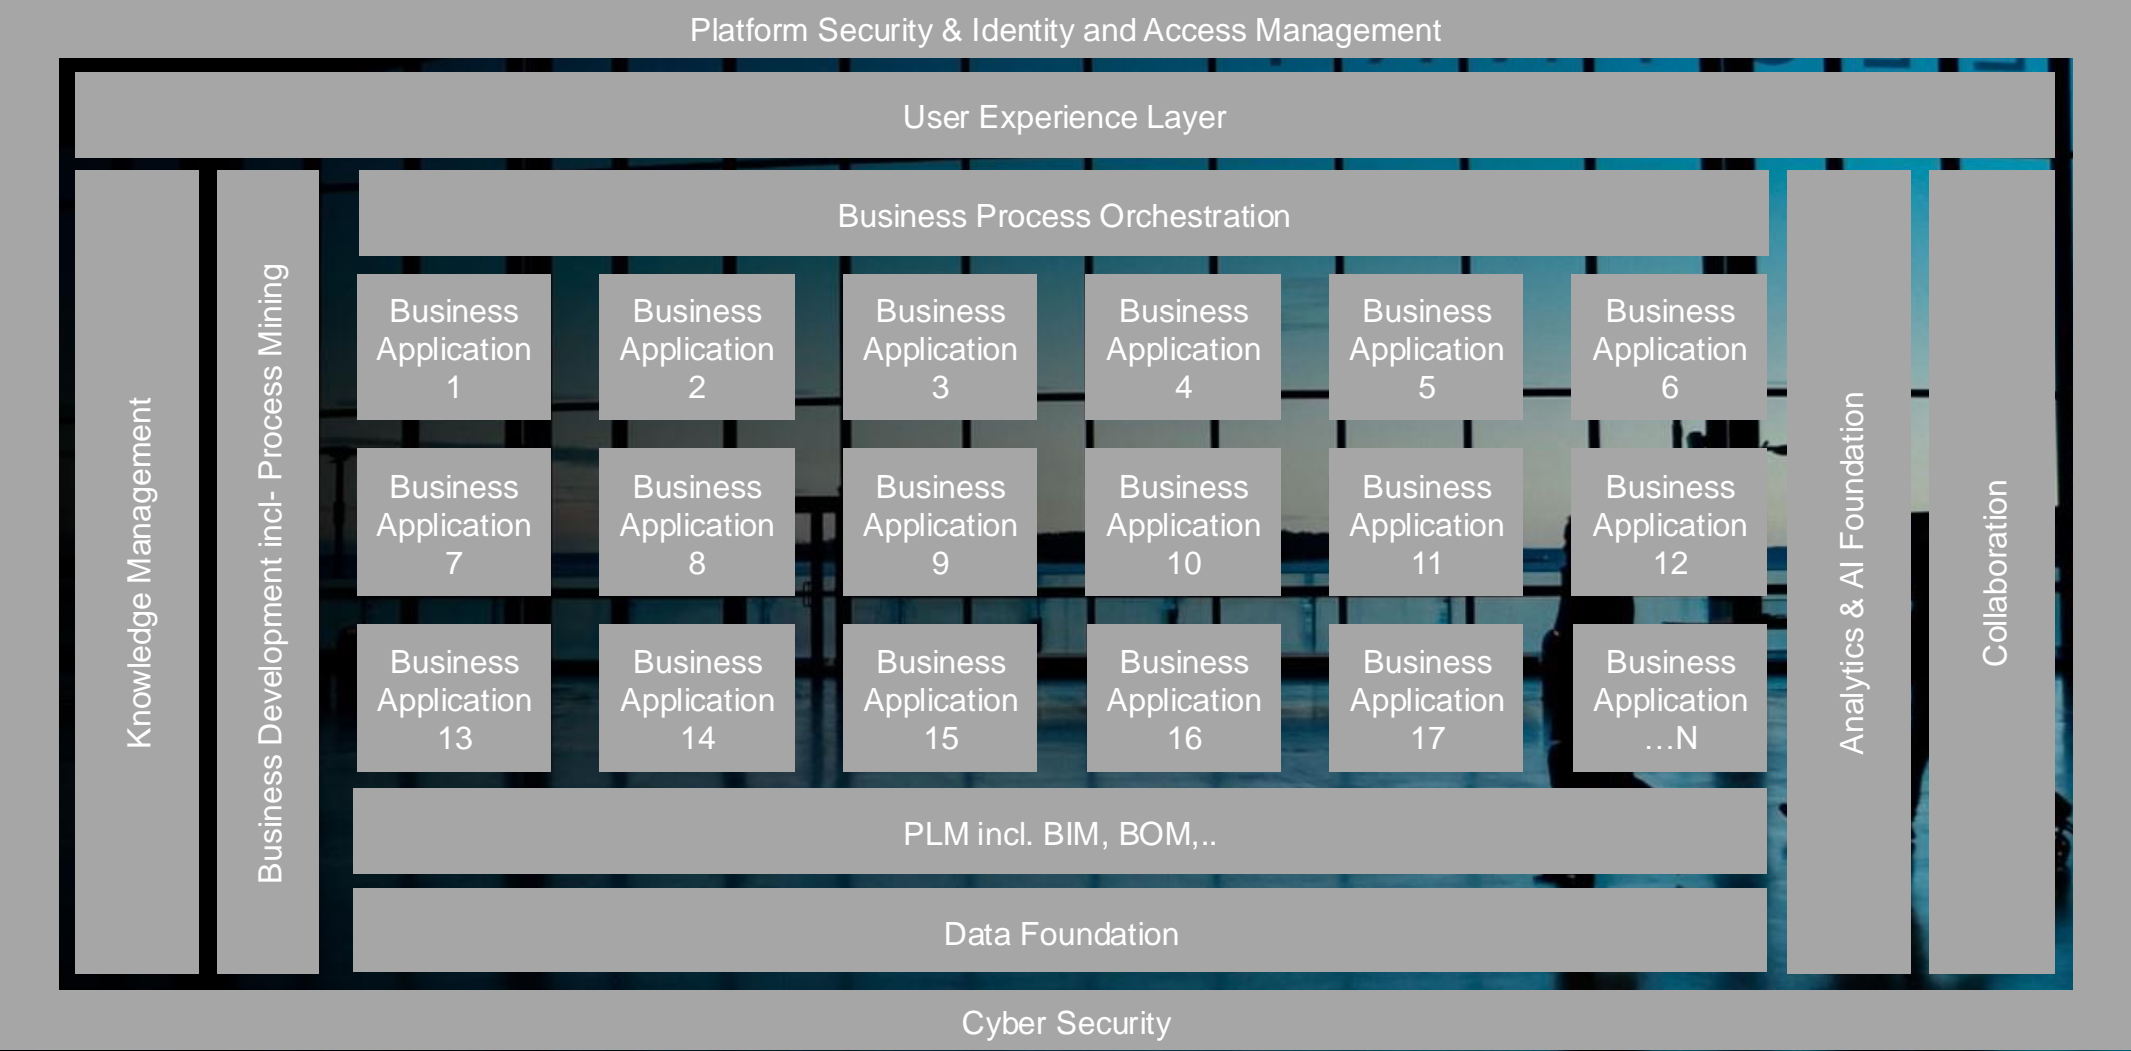 Platform Security & Identity and Access Management
User Experience Layer
Knowledge Management
Business Development incl- Process Mining
Business Process Orchestration
Business
Application
1
Business
Application
2
Business
Application
3
Business
Application
4
Business
Application
5
Business
Application
6
Business
Application
7
Business
Application
8
Business
Application
9
Business
Application
10
Business
Application
11
Business
Application
12
Business
Application
13
Business
Application
14
Business
Application
15
Business
Application
16
Business
Application
17
Business
Application
…N
PLM incl. BIM, BOM,..
Data Foundation
Analytics & AI Foundation
Collaboration
Cyber Security